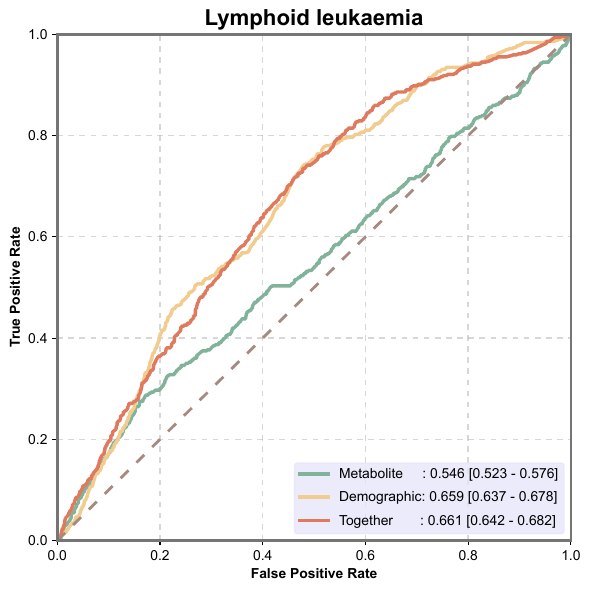 Lymphoid leukaemia
1.0
0.8
0.6
0.4
0.2
0.0
True Positive Rate
Metabolite : 0.546 [0.523 - 0.576]
Demographic: 0.659 [0.637 - 0.678]
Together : 0.661 [0.642 - 0.682]
0.0 0.2 0.4 0.6 0.8 1.0
False Positive Rate